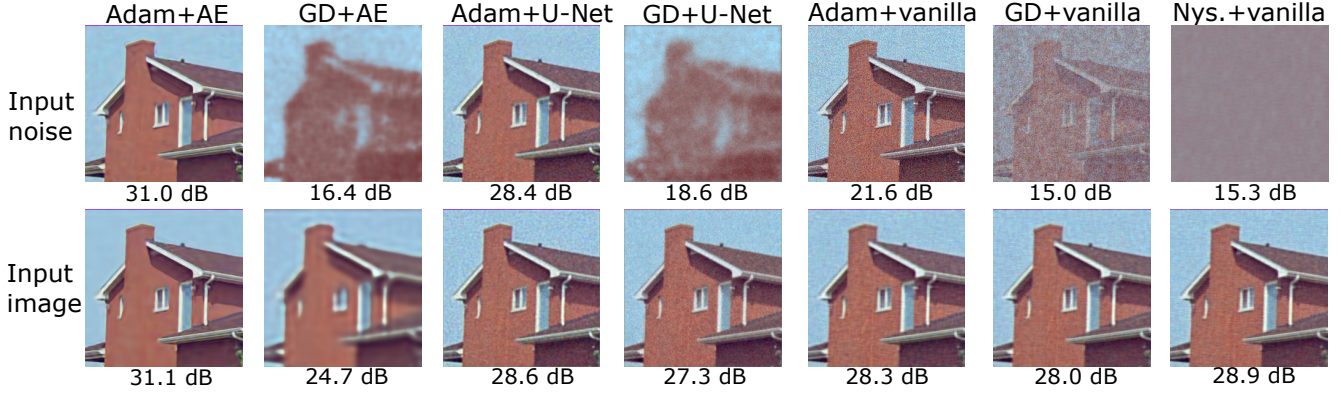 Adam+AE GD+AE Adam+U-Net GD+U-Net Adam+vanilla GD+vanilla Nys.+vanilla
Input
noise
31.0 dB 16.4 dB 28.4 dB 18.6 dB 21.6 dB 15.0 dB 15.3 dB
Input
image
31.1 dB 24.7 dB 28.6 dB 27.3 dB 28.3 dB 28.0 dB 28.9 dB